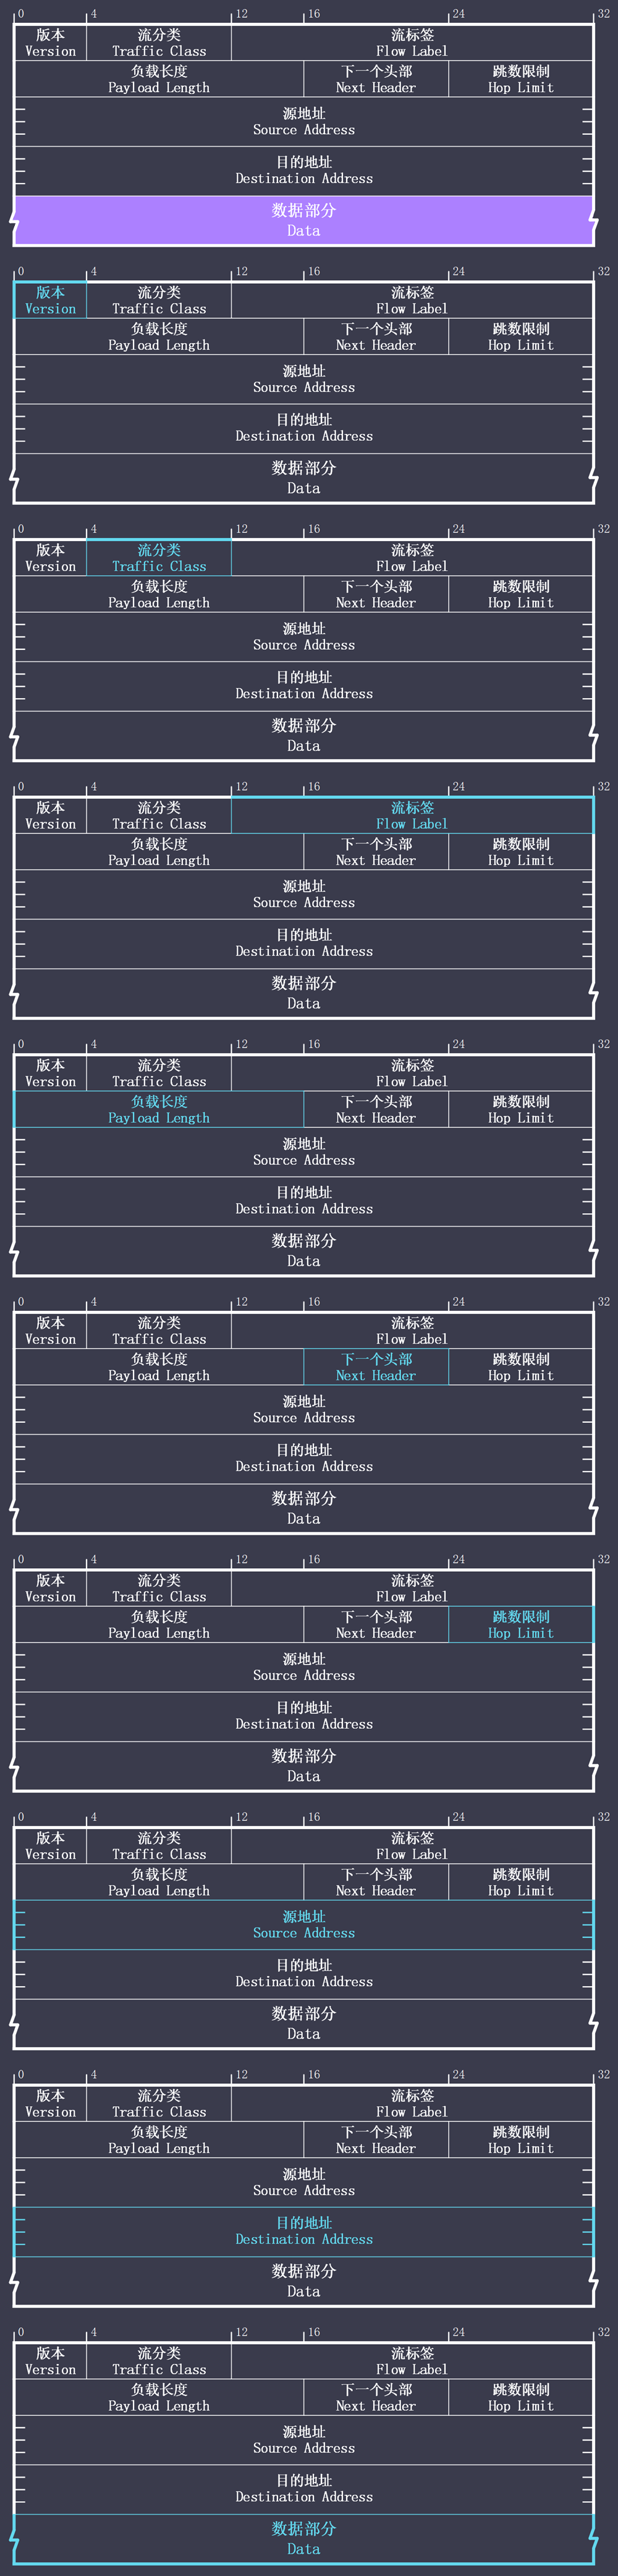 0 4 12 16 24 32
版本 流分类 流标签
Version Traffic Class Flow Label
负载长度 下一个头部 跳数限制
Payload Length Next Header Hop Limit
源地址
Source Address
目的地址
Destination Address
数据部分
Data
0 4 12 16 24 32
版本 流分类 流标签
Version Traffic Class Flow Label
负载长度 下一个头部 跳数限制
Payload Length Next Header Hop Limit
源地址
Source Address
目的地址
Destination Address
数据部分
Data
0 4 12 16 24 32
版本 流分类 流标签
Version Traffic Class Flow Label
负载长度 下一个头部 跳数限制
Payload Length Next Header Hop Limit
源地址
Source Address
目的地址
Destination Address
数据部分
Data
0 4 12 16 24 32
版本 流分类 流标签
Version Traffic Class Flow Label
负载长度 下一个头部 跳数限制
Payload Length Next Header Hop Limit
源地址
Source Address
目的地址
Destination Address
数据部分
Data
0 4 12 16 24 32
版本 流分类 流标签
Version Traffic Class Flow Label
负载长度 下一个头部 跳数限制
Payload Length Next Header Hop Limit
源地址
Source Address
目的地址
Destination Address
数据部分
Data
0 4 12 16 24 32
版本 流分类 流标签
Version Traffic Class Flow Label
负载长度 下一个头部 跳数限制
Payload Length Next Header Hop Limit
源地址
Source Address
目的地址
Destination Address
数据部分
Data
0 4 12 16 24 32
版本 流分类 流标签
Version Traffic Class Flow Label
负载长度 下一个头部 跳数限制
Payload Length Next Header Hop Limit
源地址
Source Address
目的地址
Destination Address
数据部分
Data
0 4 12 16 24 32
版本 流分类 流标签
Version Traffic Class Flow Label
负载长度 下一个头部 跳数限制
Payload Length Next Header Hop Limit
源地址
Source Address
目的地址
Destination Address
数据部分
Data
0 4 12 16 24 32
版本 流分类 流标签
Version Traffic Class Flow Label
负载长度 下一个头部 跳数限制
Payload Length Next Header Hop Limit
源地址
Source Address
目的地址
Destination Address
数据部分
Data
0 4 12 16 24 32
版本 流分类 流标签
Version Traffic Class Flow Label
负载长度 下一个头部 跳数限制
Payload Length Next Header Hop Limit
源地址
Source Address
目的地址
Destination Address
数据部分
Data